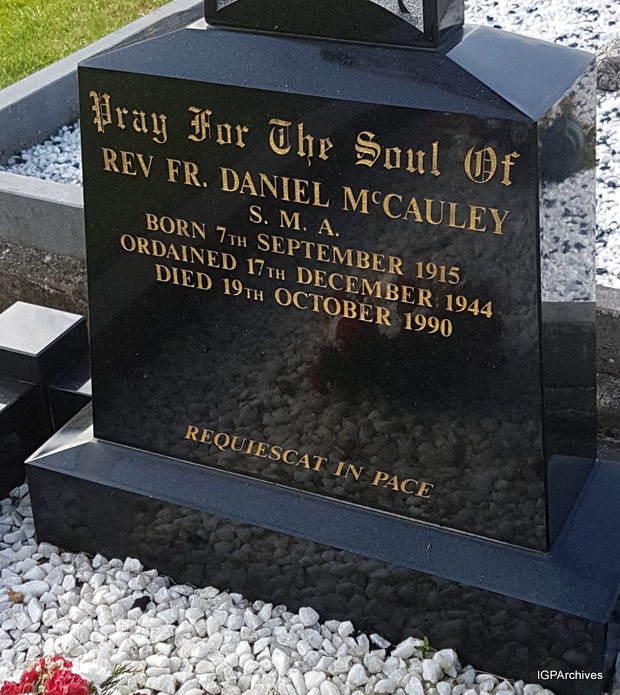 Pray For The Soul Of
REV FR. DANIEL McCAULEY
S. M. A.
BORN 7TH SEPTEMBER 1915
ORDAINED 17TH DECEMBER 1944
DIED 19TH OCTOBER 1990
REQUIESCAT IN PACE
IGPArchives